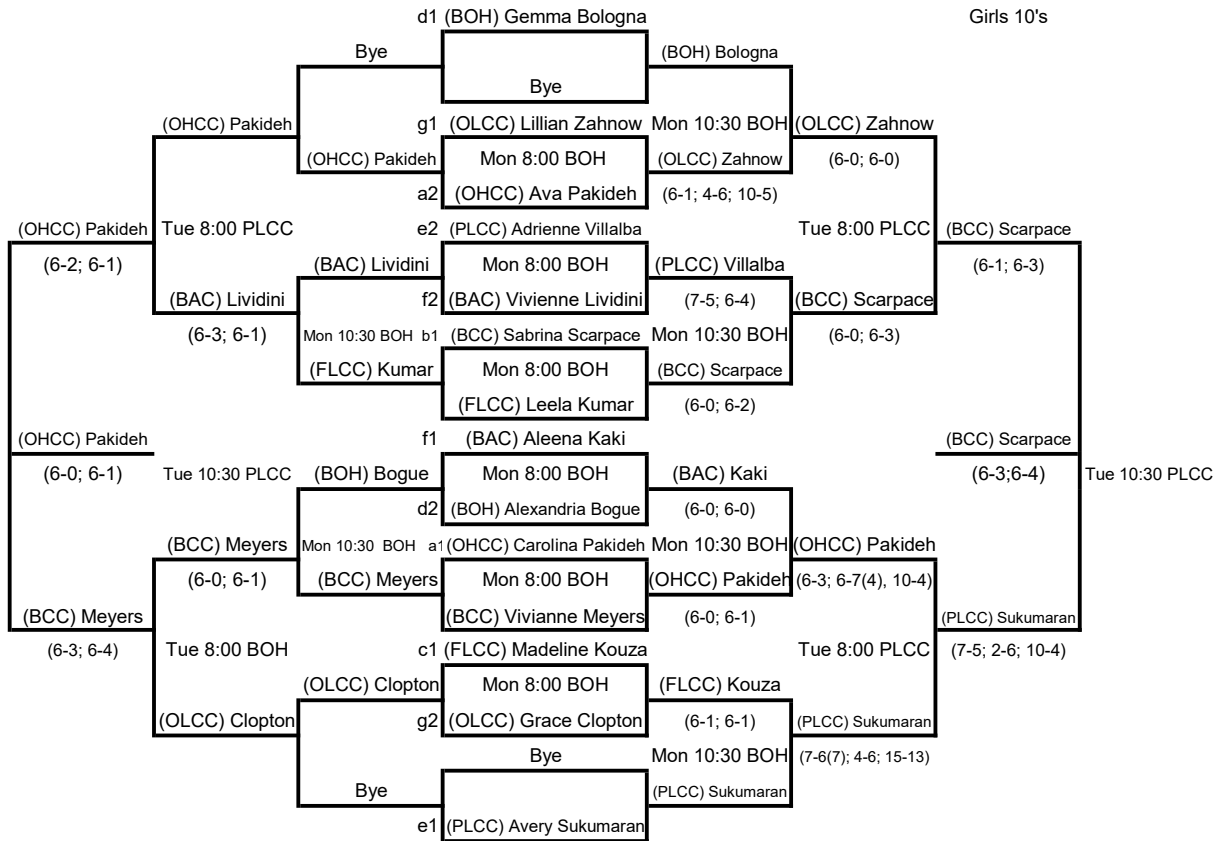 d1 (BOH) Gemma Bologna Girls 10's
Bye (BOH) Bologna
Bye
(OHCC) Pakideh g1 (OLCC) Lillian Zahnow Mon 10:30 BOH (OLCC) Zahnow
(OHCC) Pakideh Mon 8:00 BOH (OLCC) Zahnow (6-0; 6-0)
a2 (OHCC) Ava Pakideh (6-1; 4-6; 10-5)
(OHCC) Pakideh Tue 8:00 PLCC e2 (PLCC) Adrienne Villalba Tue 8:00 PLCC (BCC) Scarpace
(6-2; 6-1) (BAC) Lividini Mon 8:00 BOH (PLCC) Villalba (6-1; 6-3)
(BAC) Lividini f2 (BAC) Vivienne Lividini (7-5; 6-4) (BCC) Scarpace
(6-3; 6-1) Mon 10:30 BOH b1 (BCC) Sabrina Scarpace Mon 10:30 BOH (6-0; 6-3)
(FLCC) Kumar Mon 8:00 BOH (BCC) Scarpace
(FLCC) Leela Kumar (6-0; 6-2)
(OHCC) Pakideh f1 (BAC) Aleena Kaki (BCC) Scarpace
(6-0; 6-1) Tue 10:30 PLCC (BOH) Bogue Mon 8:00 BOH (BAC) Kaki (6-3;6-4) Tue 10:30 PLCC
d2 (BOH) Alexandria Bogue (6-0; 6-0)
(BCC) Meyers Mon 10:30 BOH a1 (OHCC) Carolina Pakideh Mon 10:30 BOH (OHCC) Pakideh
(6-0; 6-1) (BCC) Meyers Mon 8:00 BOH (OHCC) Pakideh (6-3; 6-7(4), 10-4)
(BCC) Meyers (BCC) Vivianne Meyers (6-0; 6-1) (PLCC) Sukumaran
(6-3; 6-4) Tue 8:00 BOH c1 (FLCC) Madeline Kouza Tue 8:00 PLCC (7-5; 2-6; 10-4)
(OLCC) Clopton Mon 8:00 BOH (FLCC) Kouza
(OLCC) Clopton g2 (OLCC) Grace Clopton (6-1; 6-1) (PLCC) Sukumaran
Bye Mon 10:30 BOH (7-6(7); 4-6; 15-13)
Bye (PLCC) Sukumaran
e1 (PLCC) Avery Sukumaran